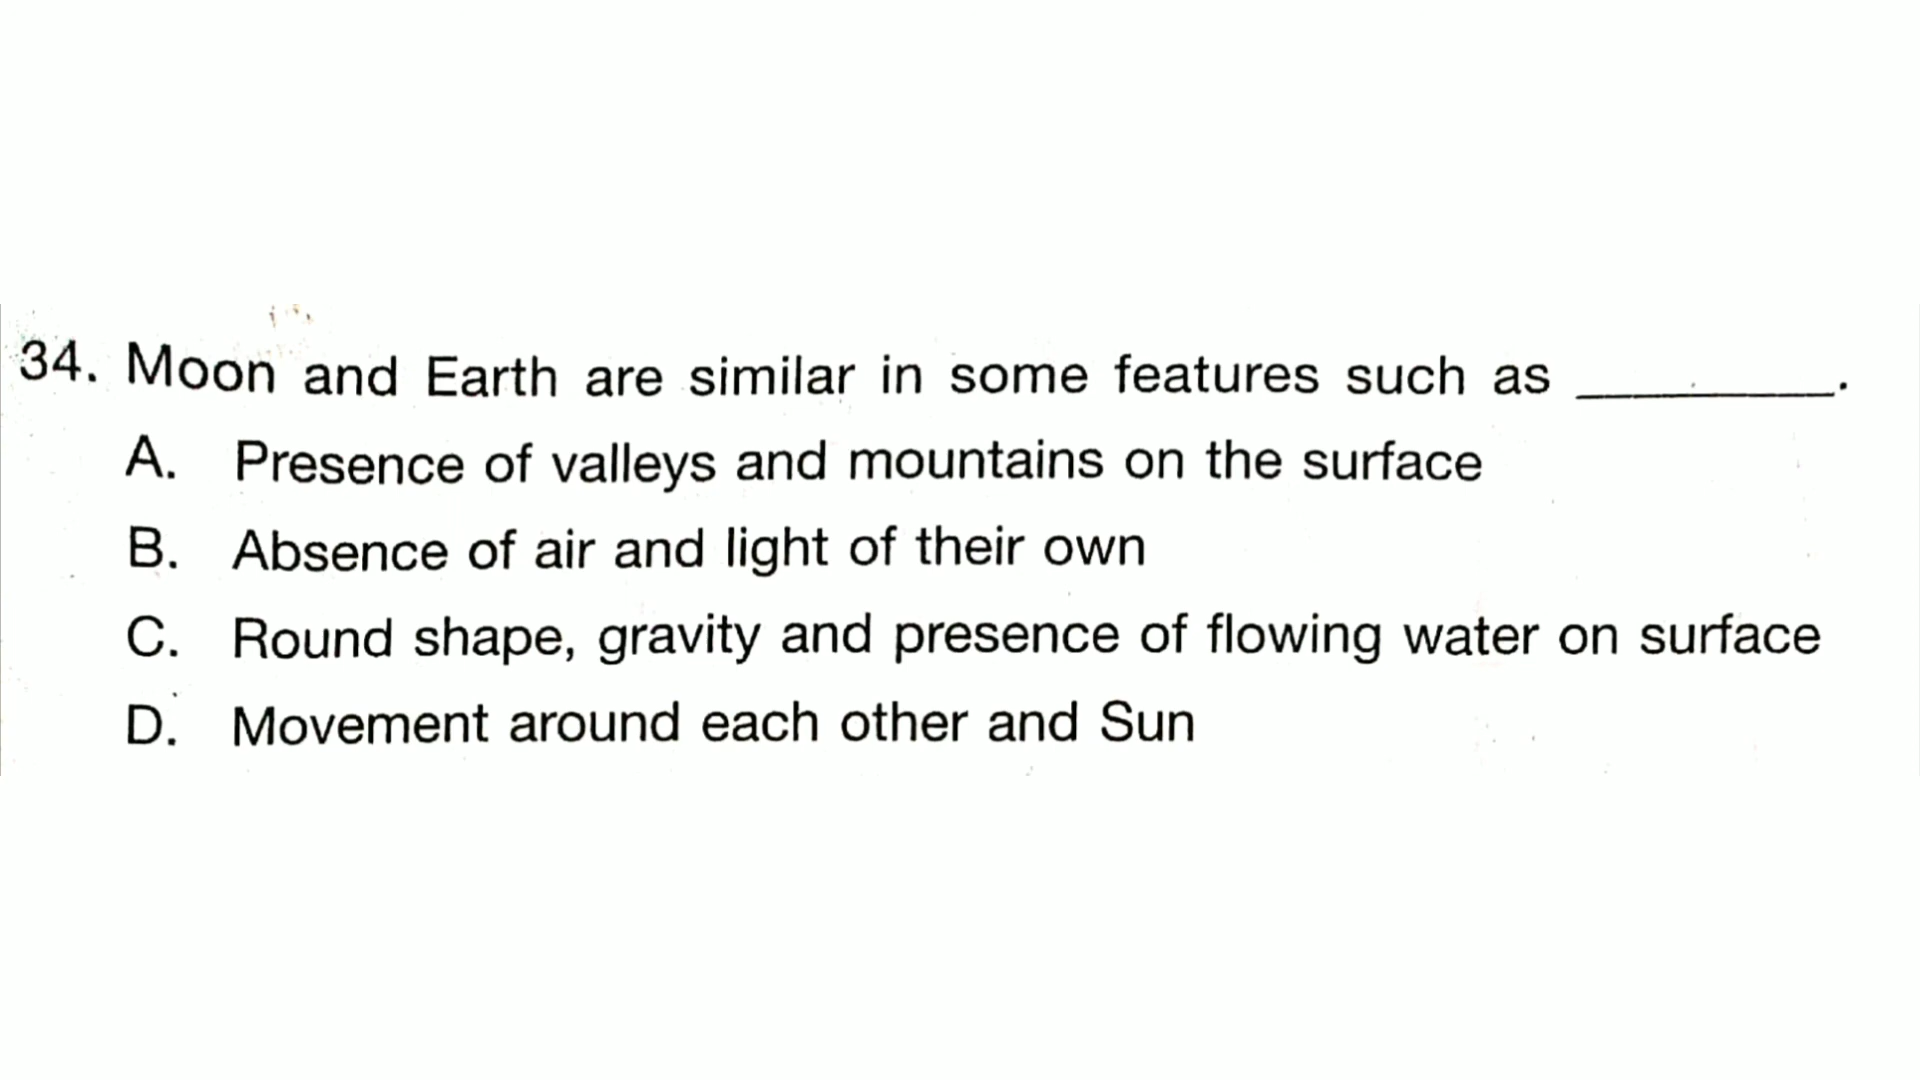 34. Moon and Earth are similar in some features such as __________.
A. Presence of valleys and mountains on the surface
B. Absence of air and light of their own
C. Round shape, gravity and presence of flowing water on surface
D. Movement around each other and Sun